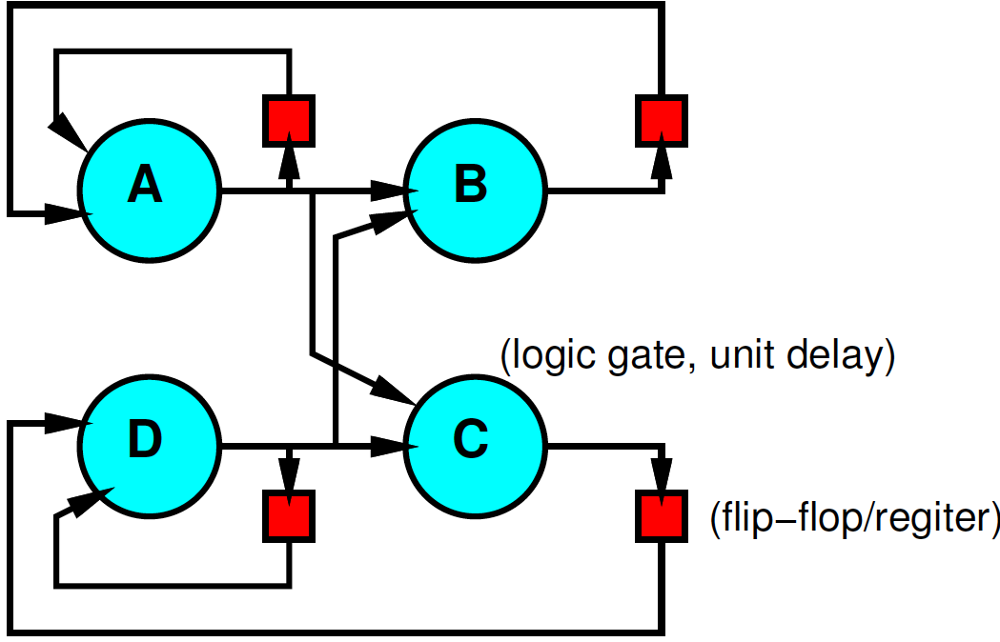 A
B
(logic gate, unit delay)
D
C
(flip−flop/regiter)